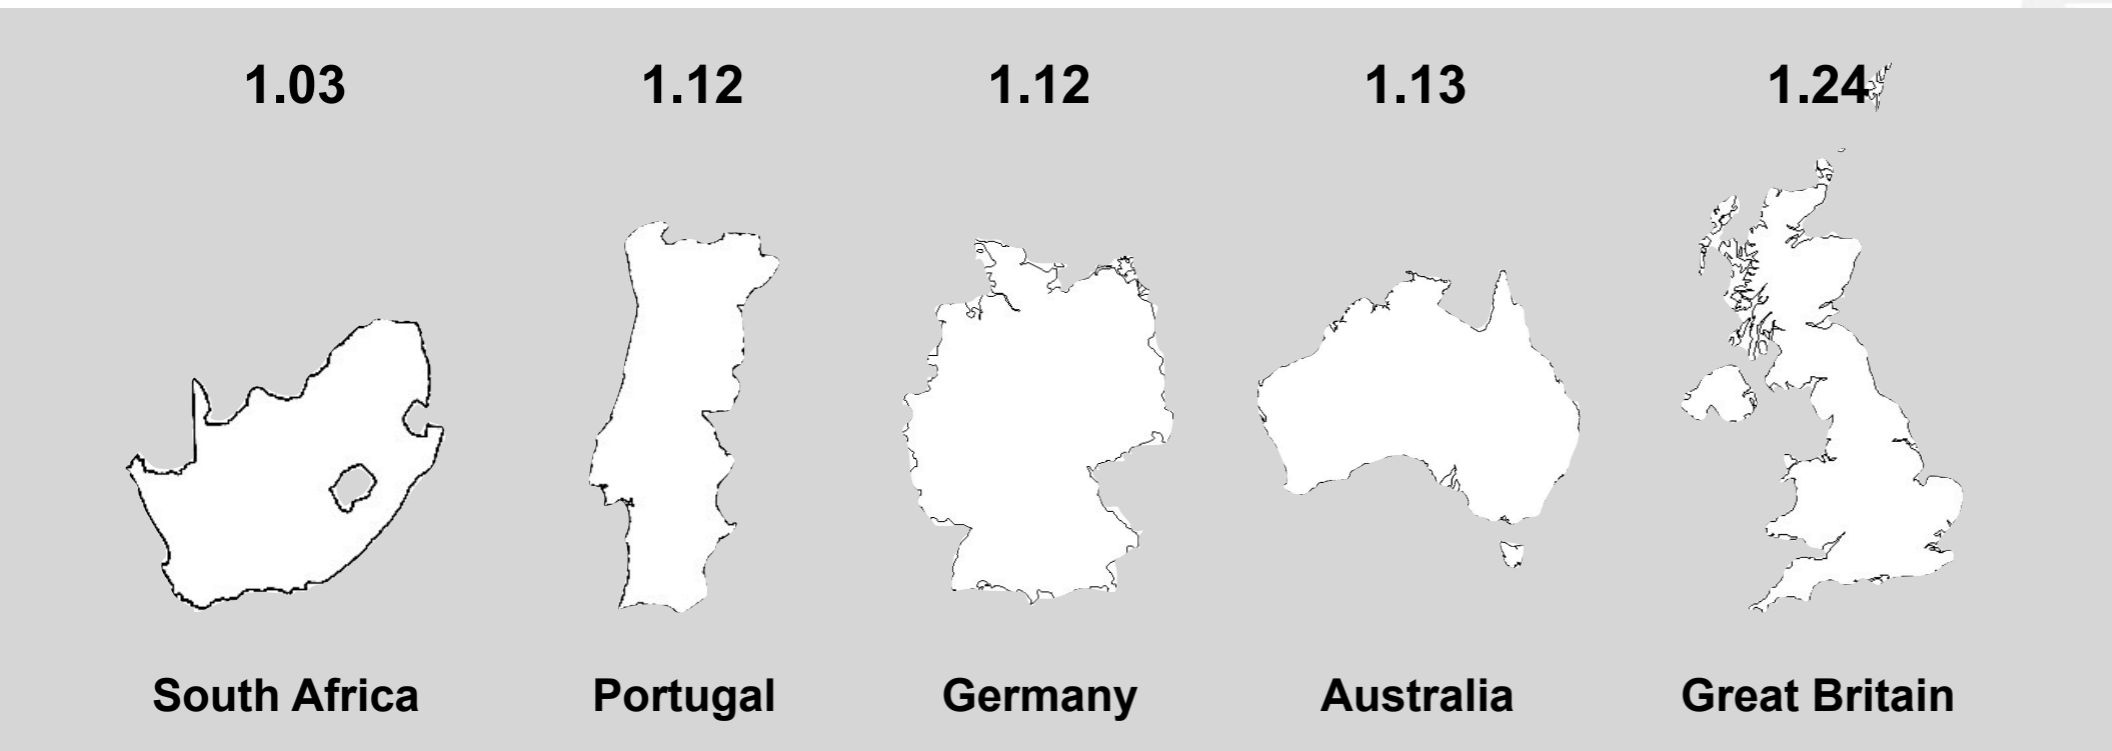 1.03 1.12 1.12 1.13 1.24
South Africa Portugal Germany Australia Great Britain